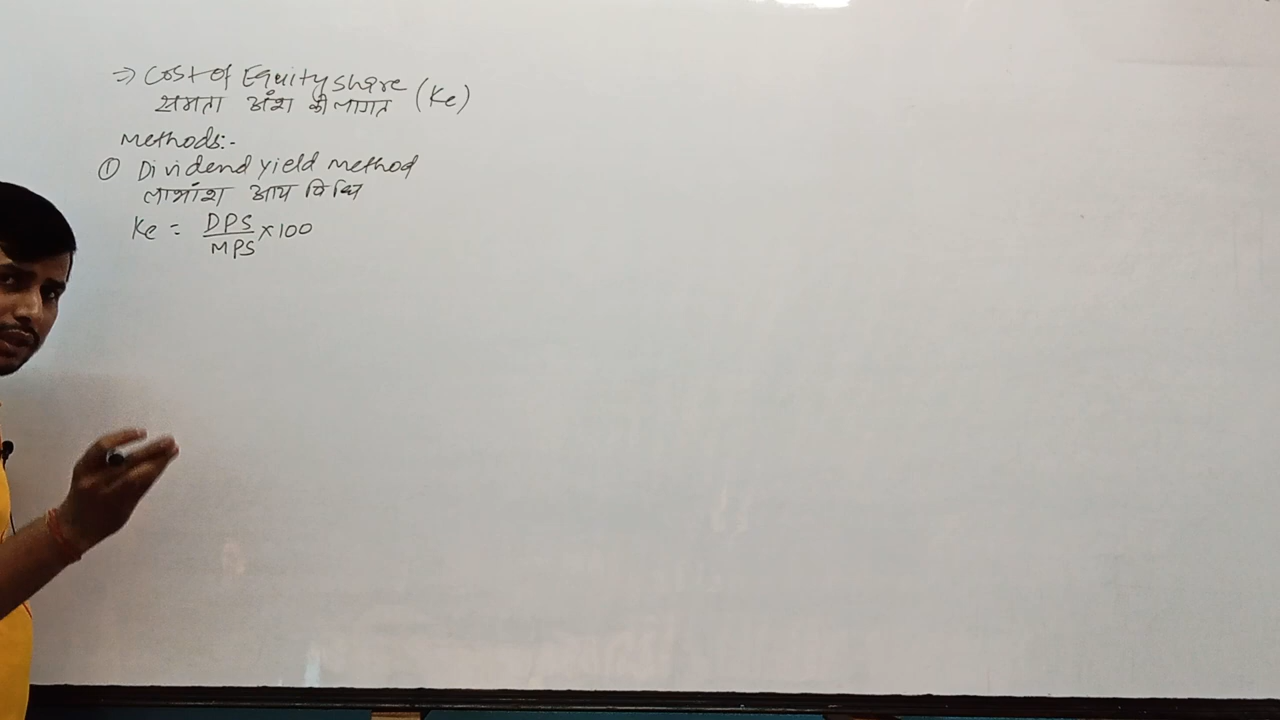 ⇒ Cost of Equity share (Ke)
समता अंश की लागत
Methods:-
① Dividend yield method
लाभांश आय विधि
Ke = DPS/MPS × 100